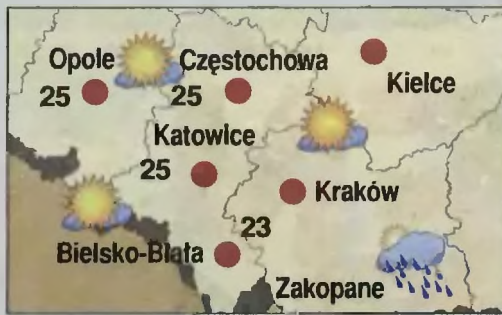 Opole
Częstochowa
25
25
Kielce
Katowice
25
Kraków
23
Bielsko-Biała
Zakopane